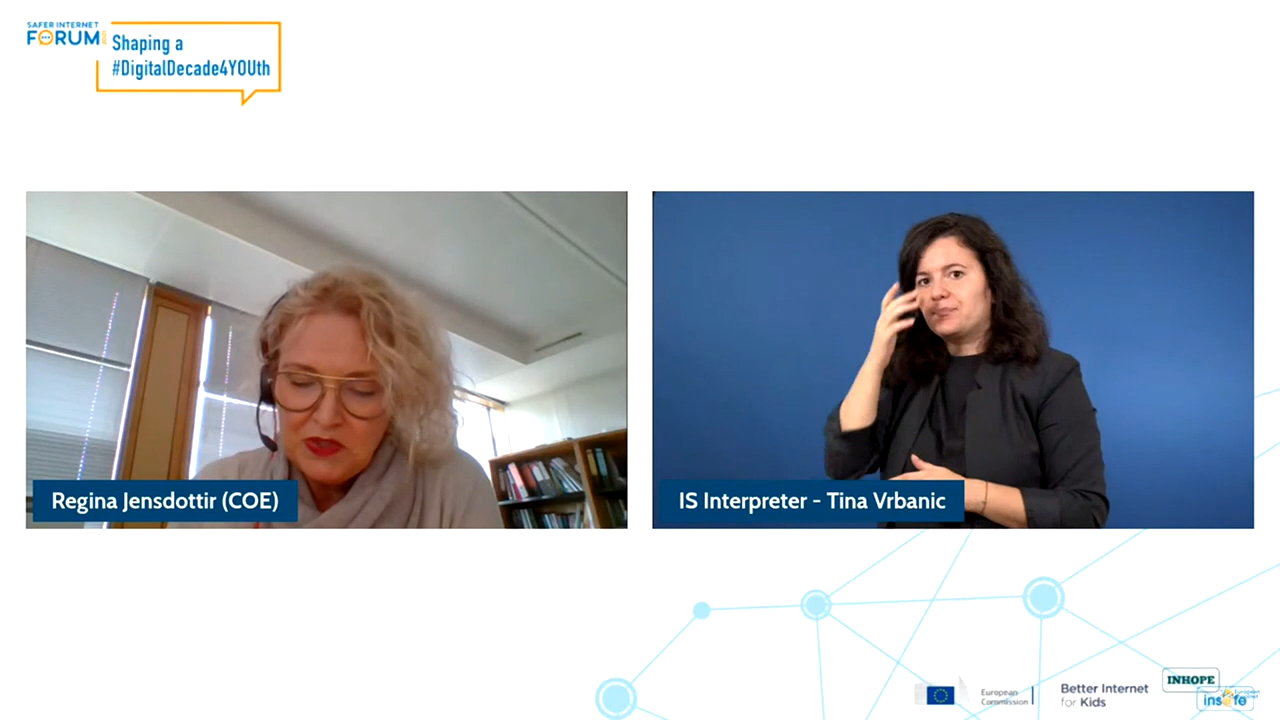 SAFER INTERNET
FORUM
Shaping a
#DigitalDecade4YOUth
Regina Jensdottir (COE)
IS Interpreter - Tina Vrbanic
European
Commission
Better Internet
for Kids
INHOPE
insafe